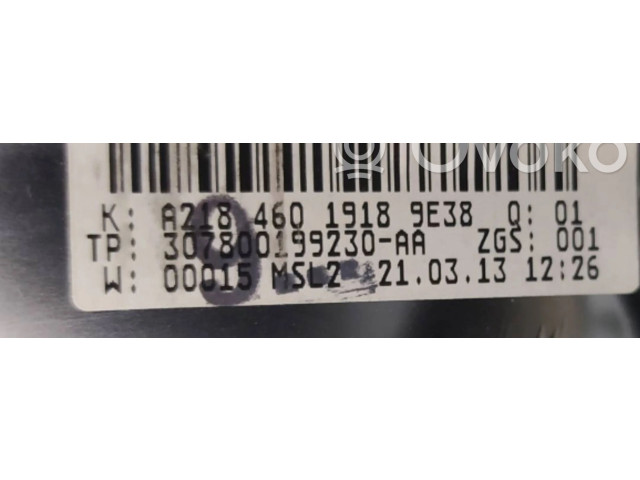 OVOKO
K: A218 460 1918 9E38 Q: 01
TP: 307800199230-AA ZGS: 001
W: 00015 MSL2 21.03.13 12:26